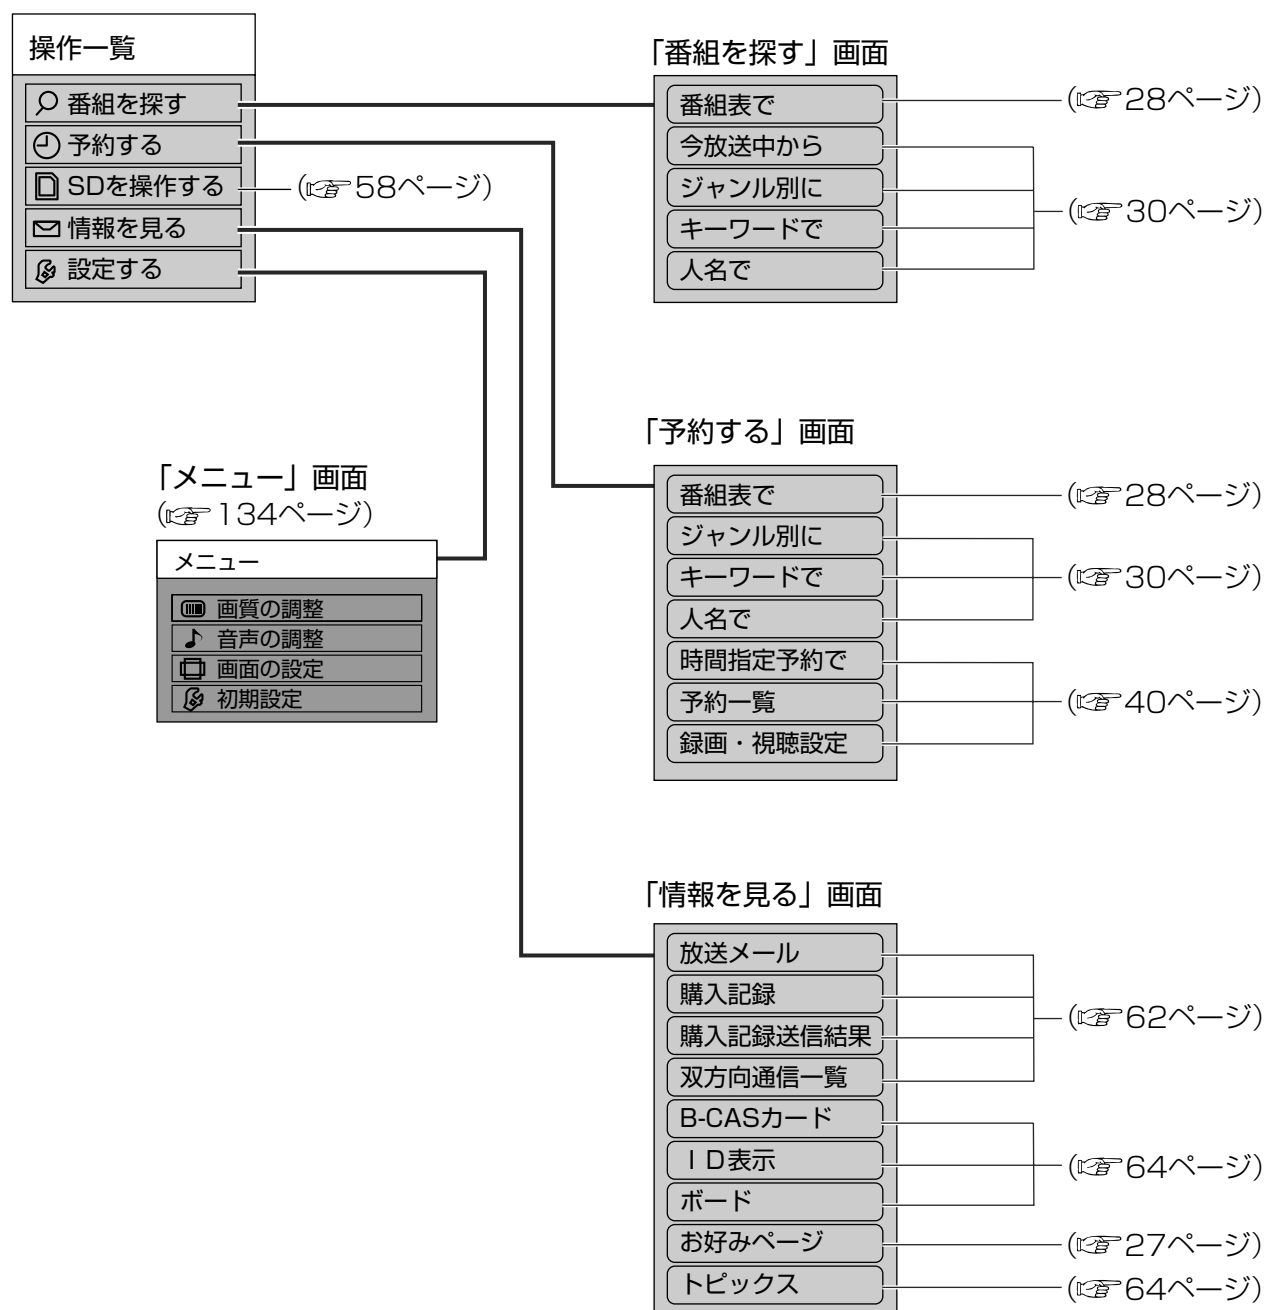 操作一覧
番組を探す
予約する
SDを操作する
(☞58ページ)
情報を見る
設定する
「メニュー」画面
(☞134ページ)
メニュー
画質の調整
音声の調整
画面の設定
初期設定
「番組を探す」画面
番組表で
(☞28ページ)
今放送中から
ジャンル別に
キーワードで
人名で
(☞30ページ)
「予約する」画面
番組表で
(☞28ページ)
ジャンル別に
キーワードで
人名で
(☞30ページ)
時間指定予約で
予約一覧
録画・視聴設定
(☞40ページ)
「情報を見る」画面
放送メール
購入記録
購入記録送信結果
双方向通信一覧
(☞62ページ)
B-CASカード
ＩＤ表示
ボード
(☞64ページ)
お好みページ
(☞27ページ)
トピックス
(☞64ページ)